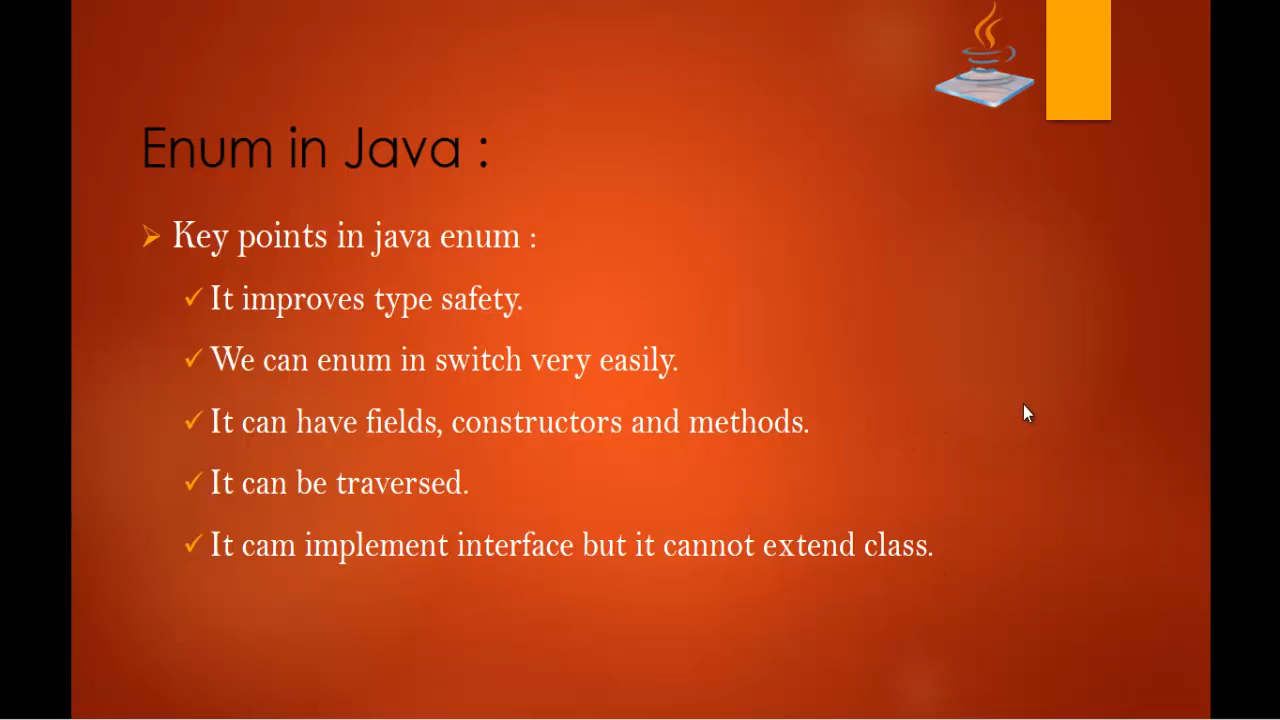 Enum in Java :
Key points in java enum :
It improves type safety.
We can enum in switch very easily.
It can have fields, constructors and methods.
It can be traversed.
It cam implement interface but it cannot extend class.